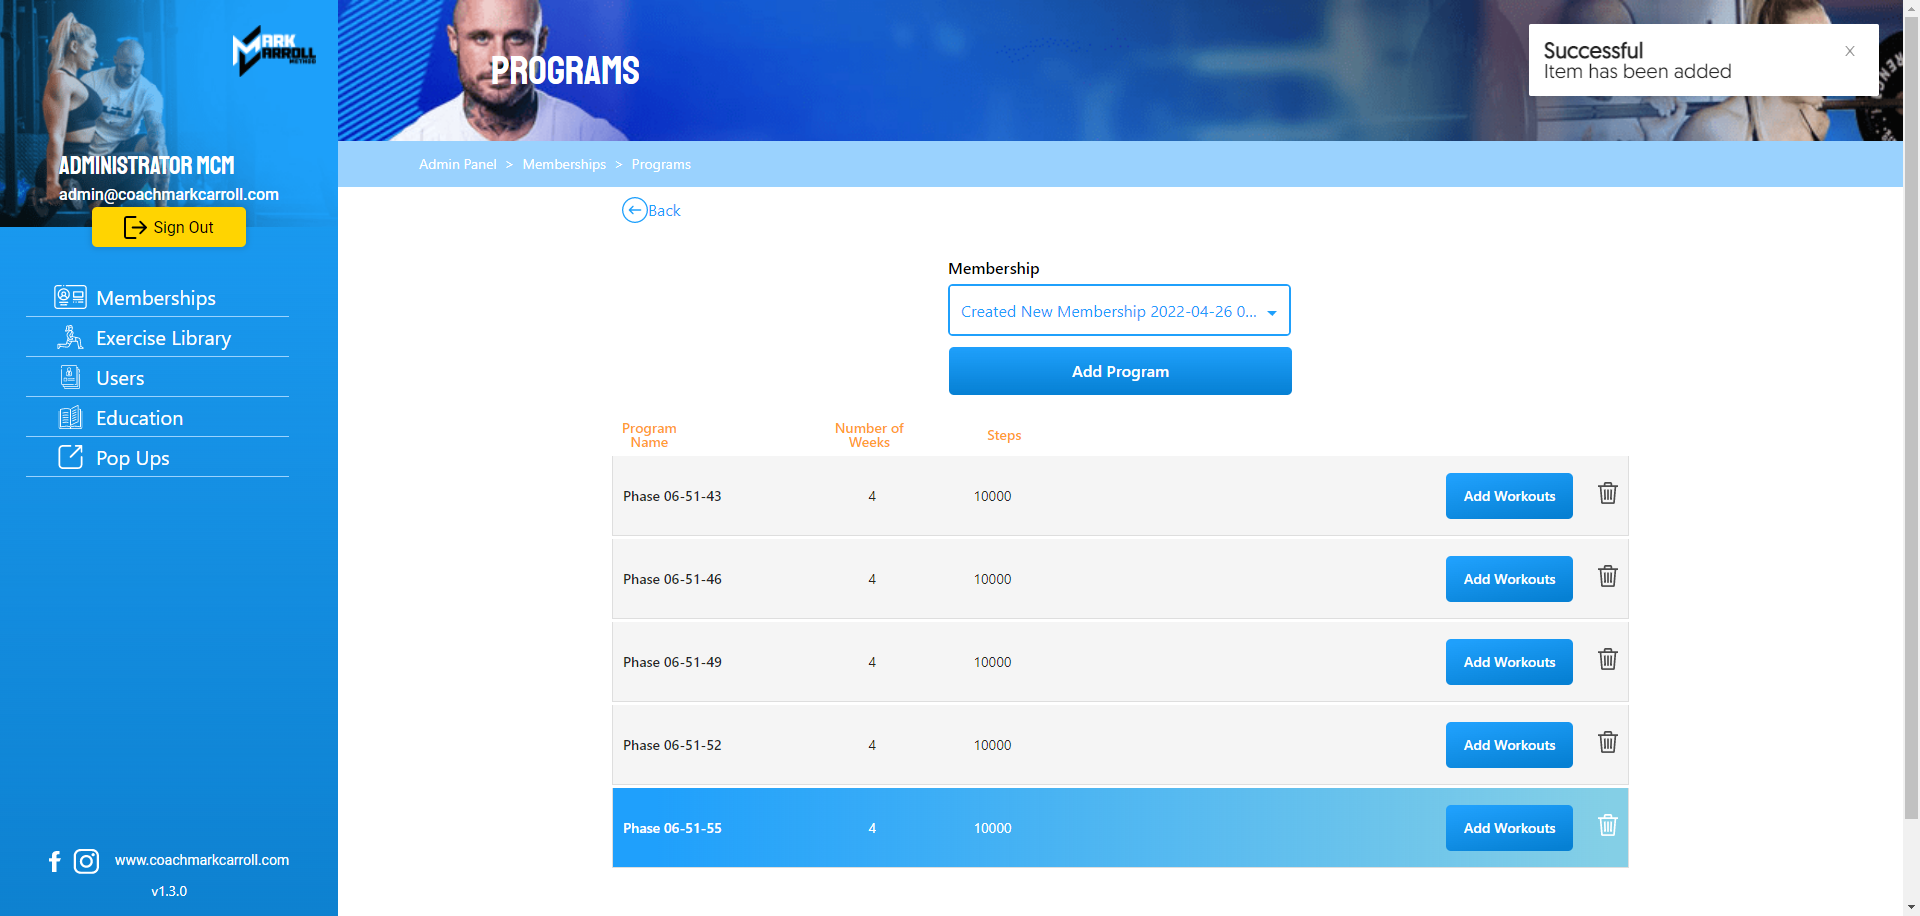 MARK
CARROLL
METHOD
ADMINISTRATOR MCM
admin@coachmarkcarroll.com
Sign Out
Memberships
Exercise Library
Users
Education
Pop Ups
www.coachmarkcarroll.com
v1.3.0
PROGRAMS
Successful
Item has been added
X
Admin Panel > Memberships > Programs
Back
Membership
Created New Membership 2022-04-26 0...
Add Program
Program Name Number of Weeks Steps
Phase 06-51-43 4 10000 Add Workouts
Phase 06-51-46 4 10000 Add Workouts
Phase 06-51-49 4 10000 Add Workouts
Phase 06-51-52 4 10000 Add Workouts
Phase 06-51-55 4 10000 Add Workouts